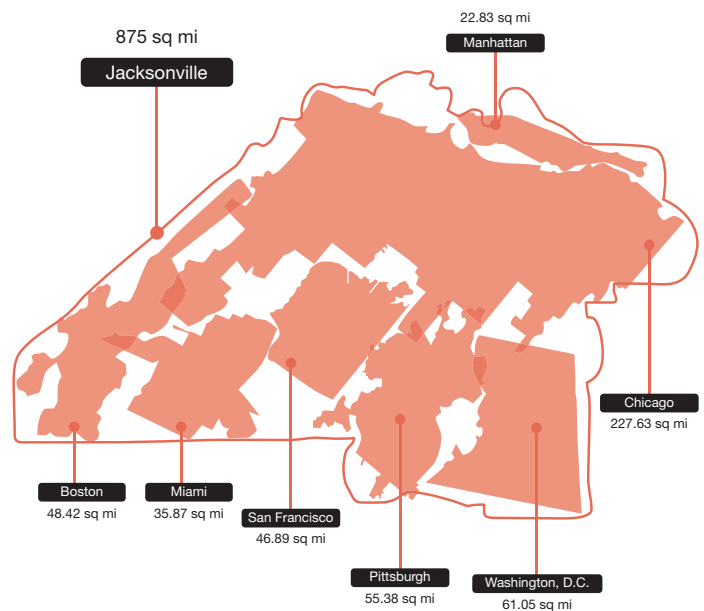 875 sq mi
Jacksonville
22.83 sq mi
Manhattan
Chicago
227.63 sq mi
Boston
48.42 sq mi
Miami
35.87 sq mi
San Francisco
46.89 sq mi
Pittsburgh
55.38 sq mi
Washington, D.C.
61.05 sq mi